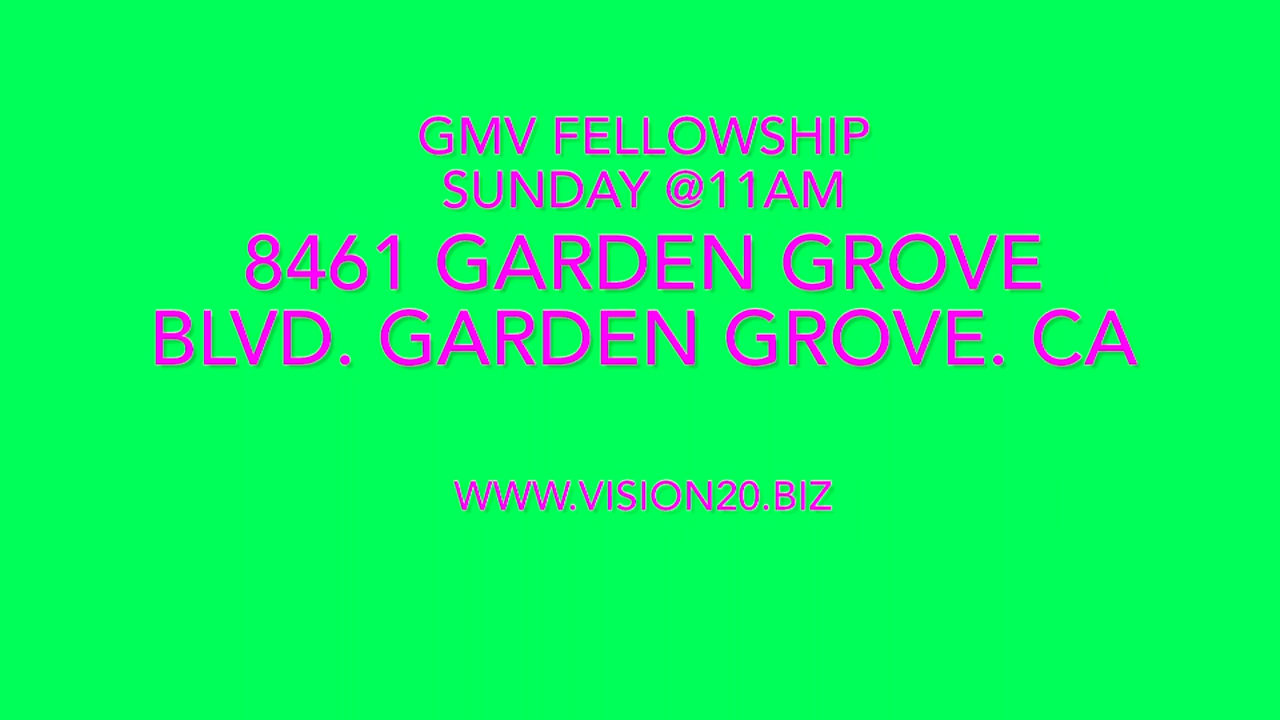 GMV FELLOWSHIP
SUNDAY @11AM
8461 GARDEN GROVE
BLVD. GARDEN GROVE. CA
WWW.VISION20.BIZ